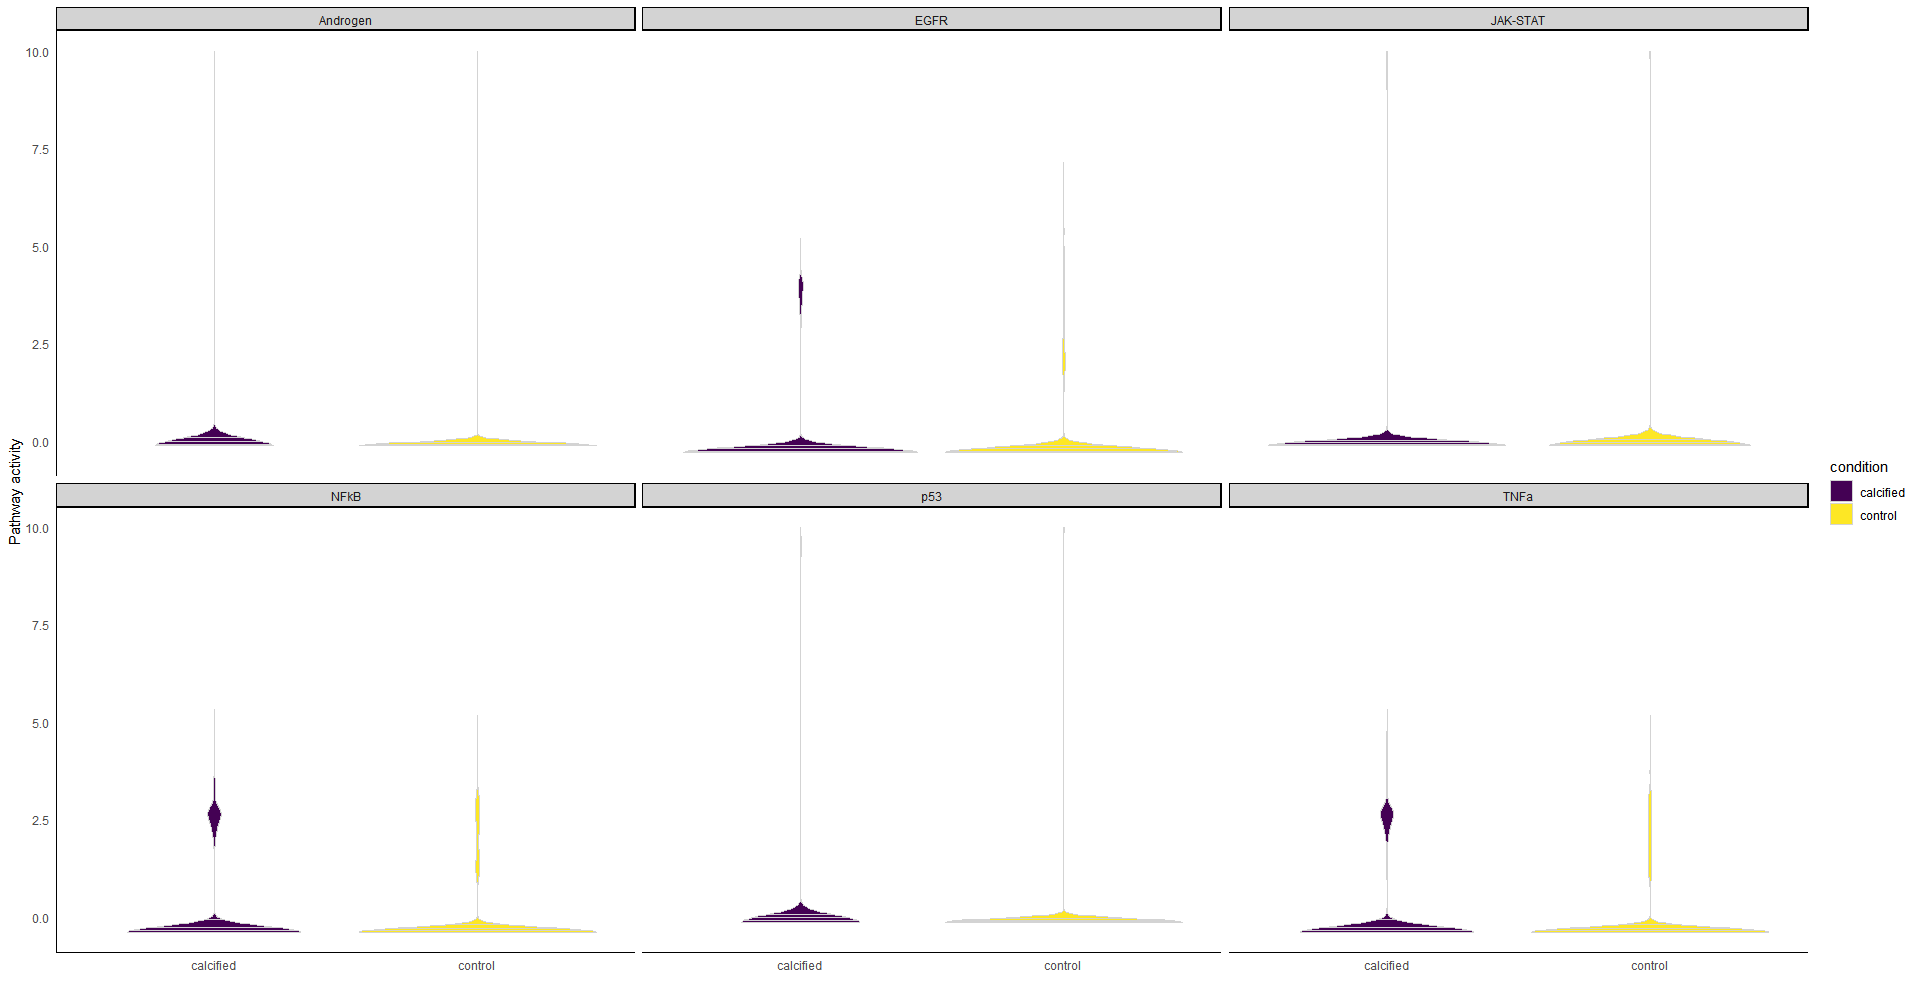 Androgen
EGFR
JAK-STAT
10.0
7.5
5.0
2.5
0.0
NFkB
p53
TNFa
10.0
7.5
5.0
2.5
0.0
calcified
control
calcified
control
calcified
control
Pathway activity
condition
calcified
control